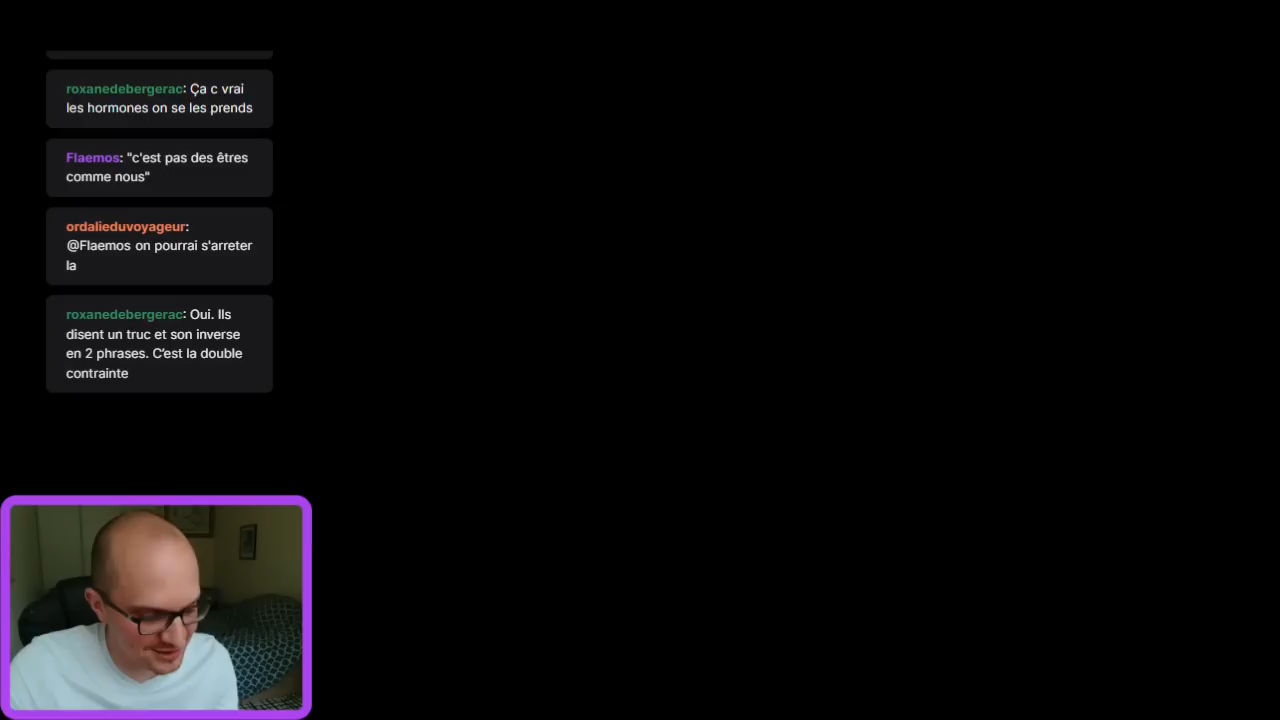 roxanedebergerac: Ça c vrai
les hormones on se les prends
Flaemos: "c'est pas des êtres
comme nous"
ordalieduvoyageur:
@Flaemos on pourrai s'arreter
la
roxanedebergerac: Oui. Ils
disent un truc et son inverse
en 2 phrases. C'est la double
contrainte